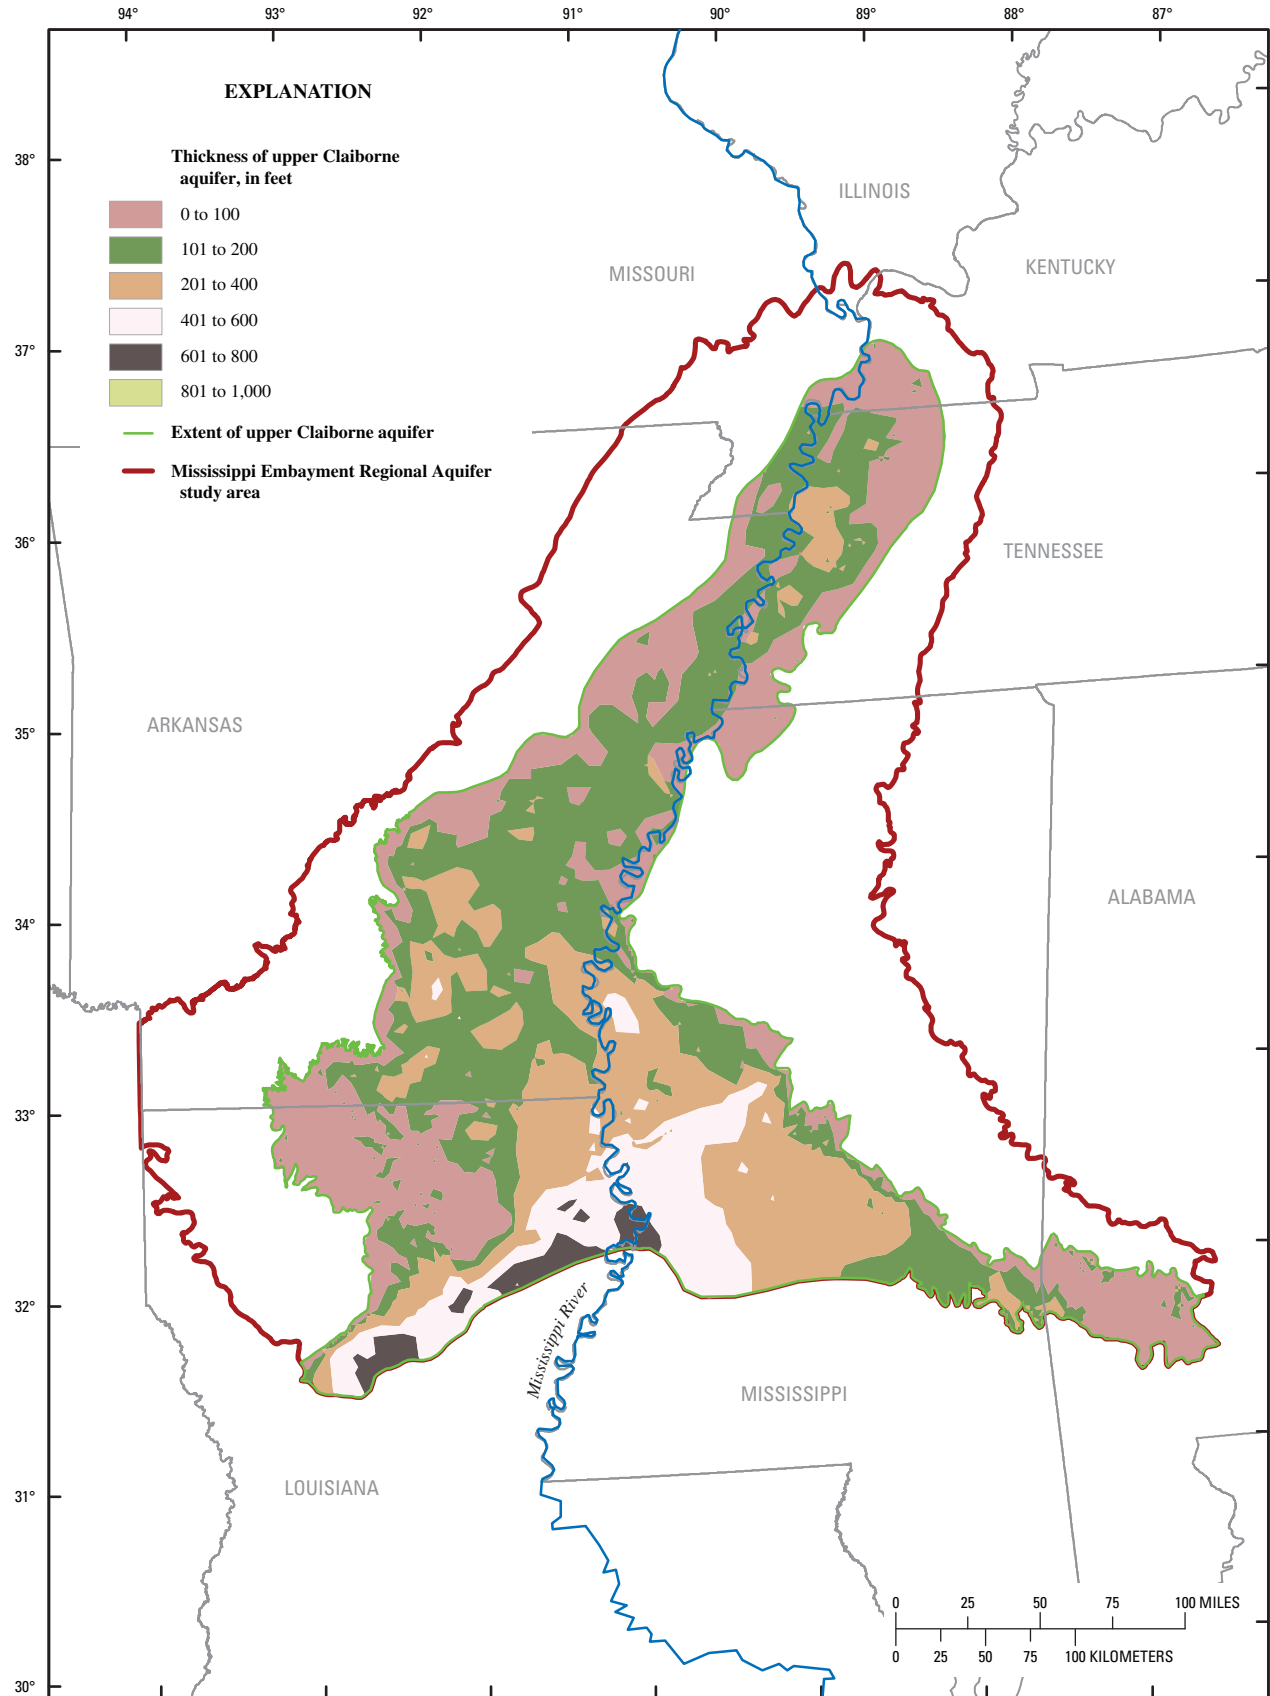 94° 93° 92° 91° 90° 89° 88° 87°
EXPLANATION
Thickness of upper Claiborne
aquifer, in feet
0 to 100
101 to 200
201 to 400
401 to 600
601 to 800
801 to 1,000
Extent of upper Claiborne aquifer
Mississippi Embayment Regional Aquifer
study area
38°
37°
36°
35°
34°
33°
32°
31°
30°
ILLINOIS
MISSOURI
KENTUCKY
TENNESSEE
ARKANSAS
ALABAMA
Mississippi River
MISSISSIPPI
LOUISIANA
0 25 50 75 100 MILES
0 25 50 75 100 KILOMETERS